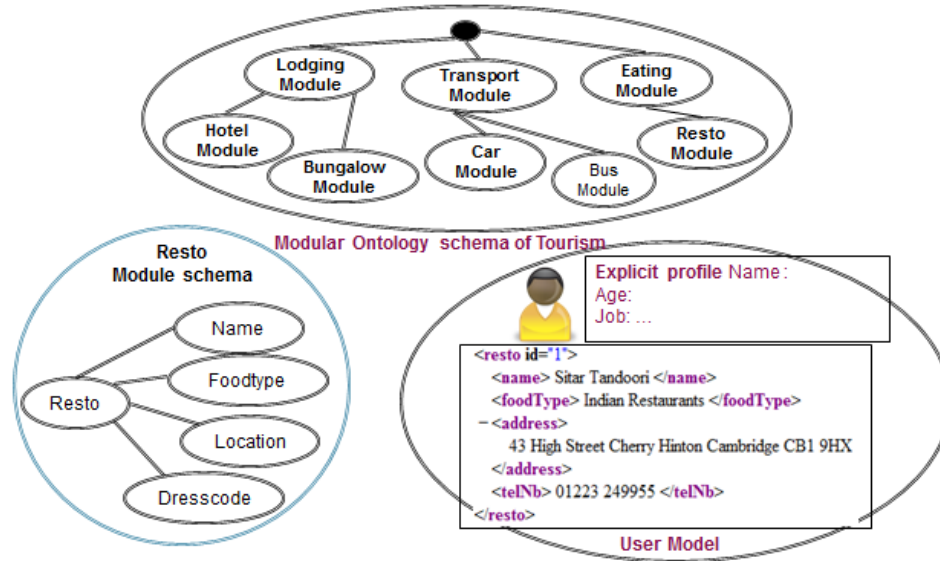 Lodging
Module
Transport
Module
Eating
Module
Hotel
Module
Bungalow
Module
Car
Module
Bus
Module
Resto
Module
Modular Ontology schema of Tourism
Resto
Module schema
Name
Foodtype
Resto
Location
Dresscode
Explicit profile Name :
Age:
Job: ...
<resto id="1">
<name> Sitar Tandoori </name>
<foodType> Indian Restaurants </foodType>
– <address>
43 High Street Cherry Hinton Cambridge CB1 9HX
</address>
<telNb> 01223 249955 </telNb>
</resto>
User Model